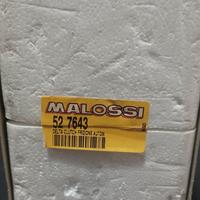 MALOSSI
52 7643
DELTA CLUTCH FRIZIONE AUTOM